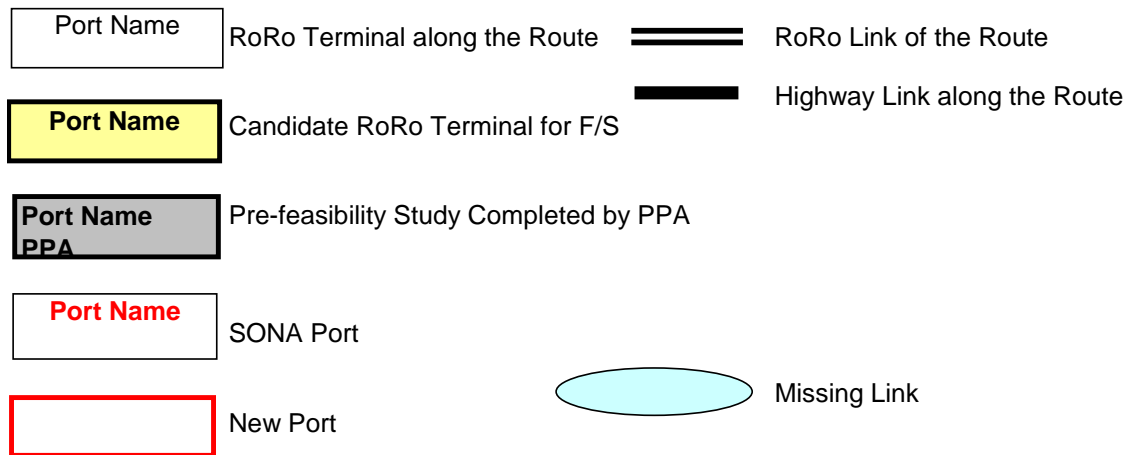 Port Name
RoRo Terminal along the Route
RoRo Link of the Route
Highway Link along the Route
Port Name
Candidate RoRo Terminal for F/S
Port Name
PPA
Pre-feasibility Study Completed by PPA
Port Name
SONA Port
Missing Link
New Port